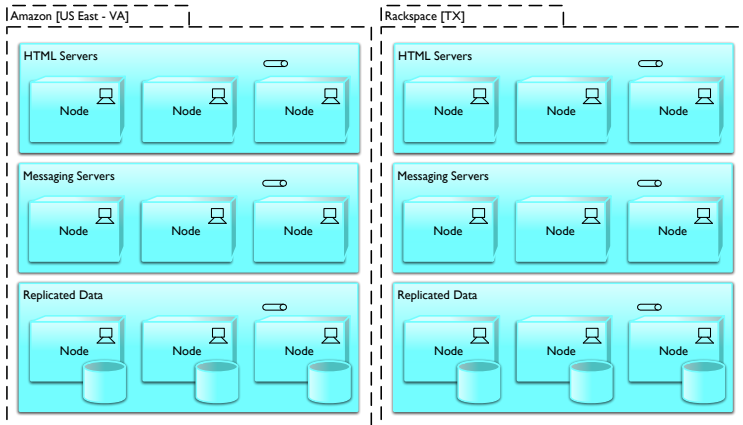 Amazon [US East - VA]
HTML Servers
Node
Node
Node
Messaging Servers
Node
Node
Node
Replicated Data
Node
Node
Node
Rackspace [TX]
HTML Servers
Node
Node
Node
Messaging Servers
Node
Node
Node
Replicated Data
Node
Node
Node